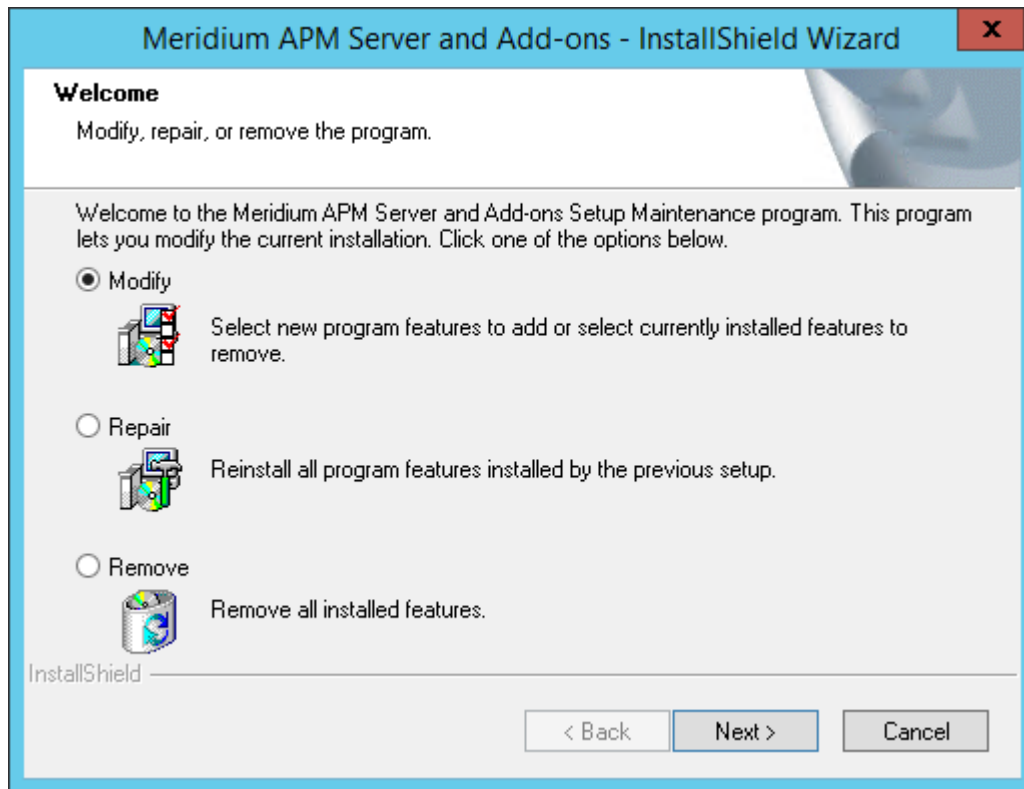 Meridium APM Server and Add-ons - InstallShield Wizard
x
Welcome
Modify, repair, or remove the program.
Welcome to the Meridium APM Server and Add-ons Setup Maintenance program. This program
lets you modify the current installation. Click one of the options below.
Modify
Select new program features to add or select currently installed features to
remove.
Repair
Reinstall all program features installed by the previous setup.
Remove
Remove all installed features.
InstallShield
< Back Next > Cancel